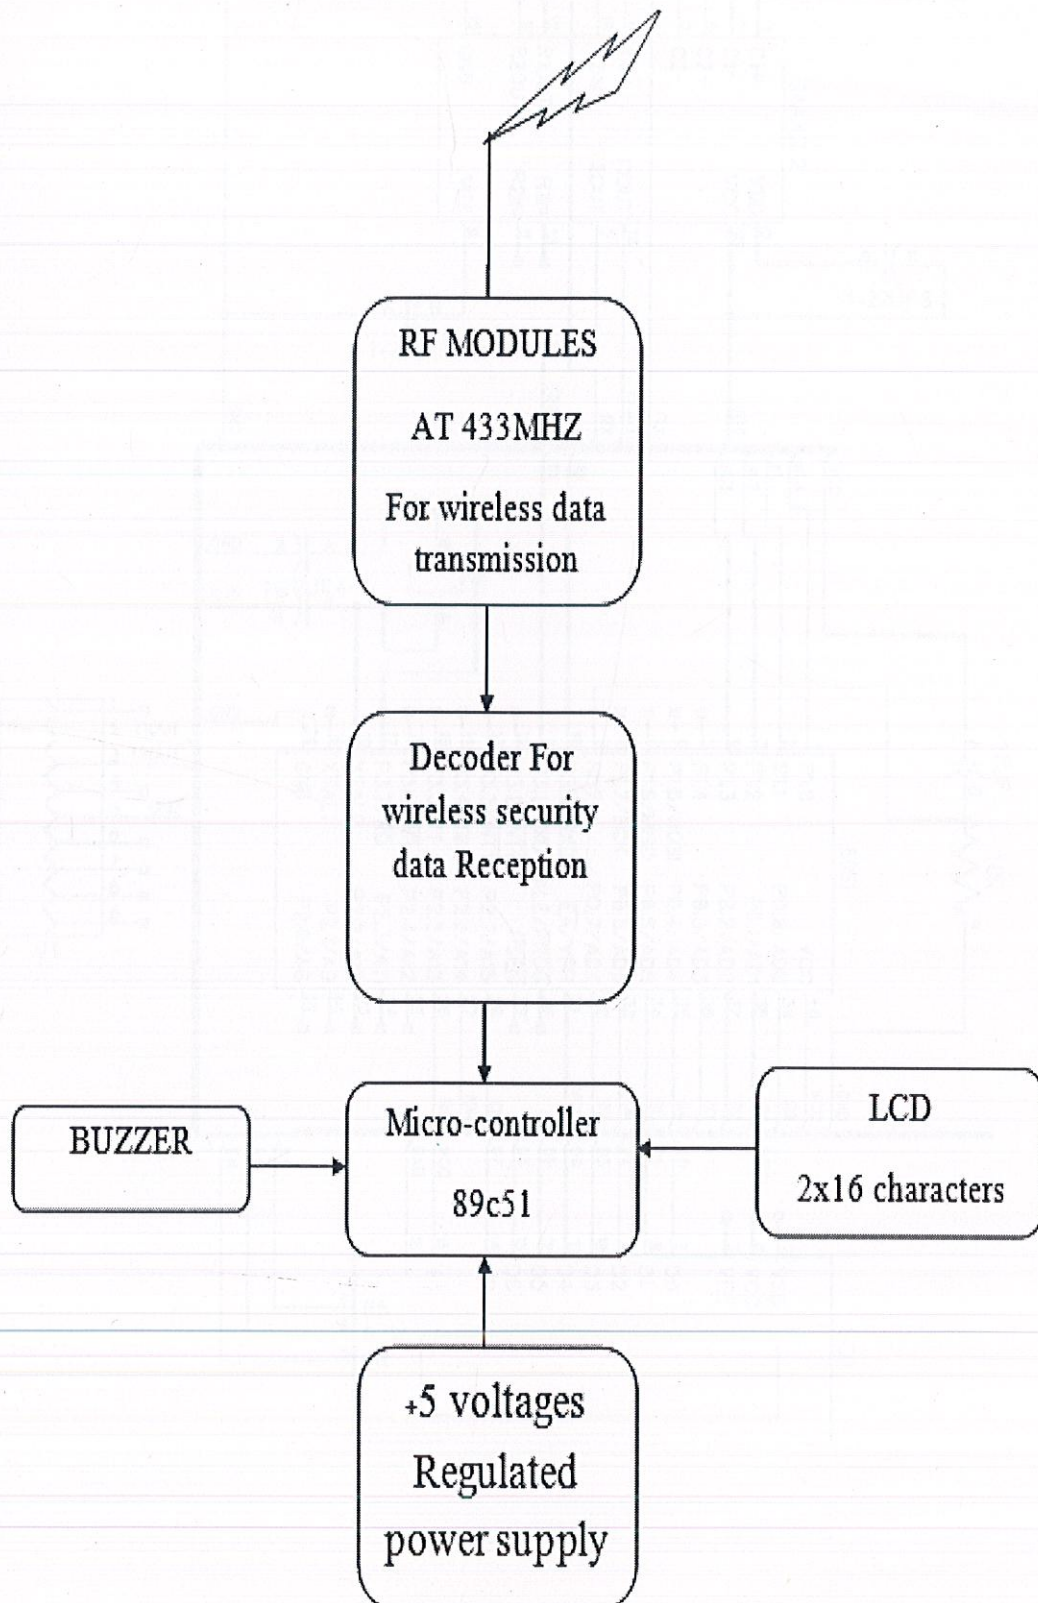 RF MODULES
AT 433MHZ
For wireless data
transmission
Decoder For
wireless security
data Reception
BUZZER
Micro-controller
89c51
LCD
2x16 characters
+5 voltages
Regulated
power supply